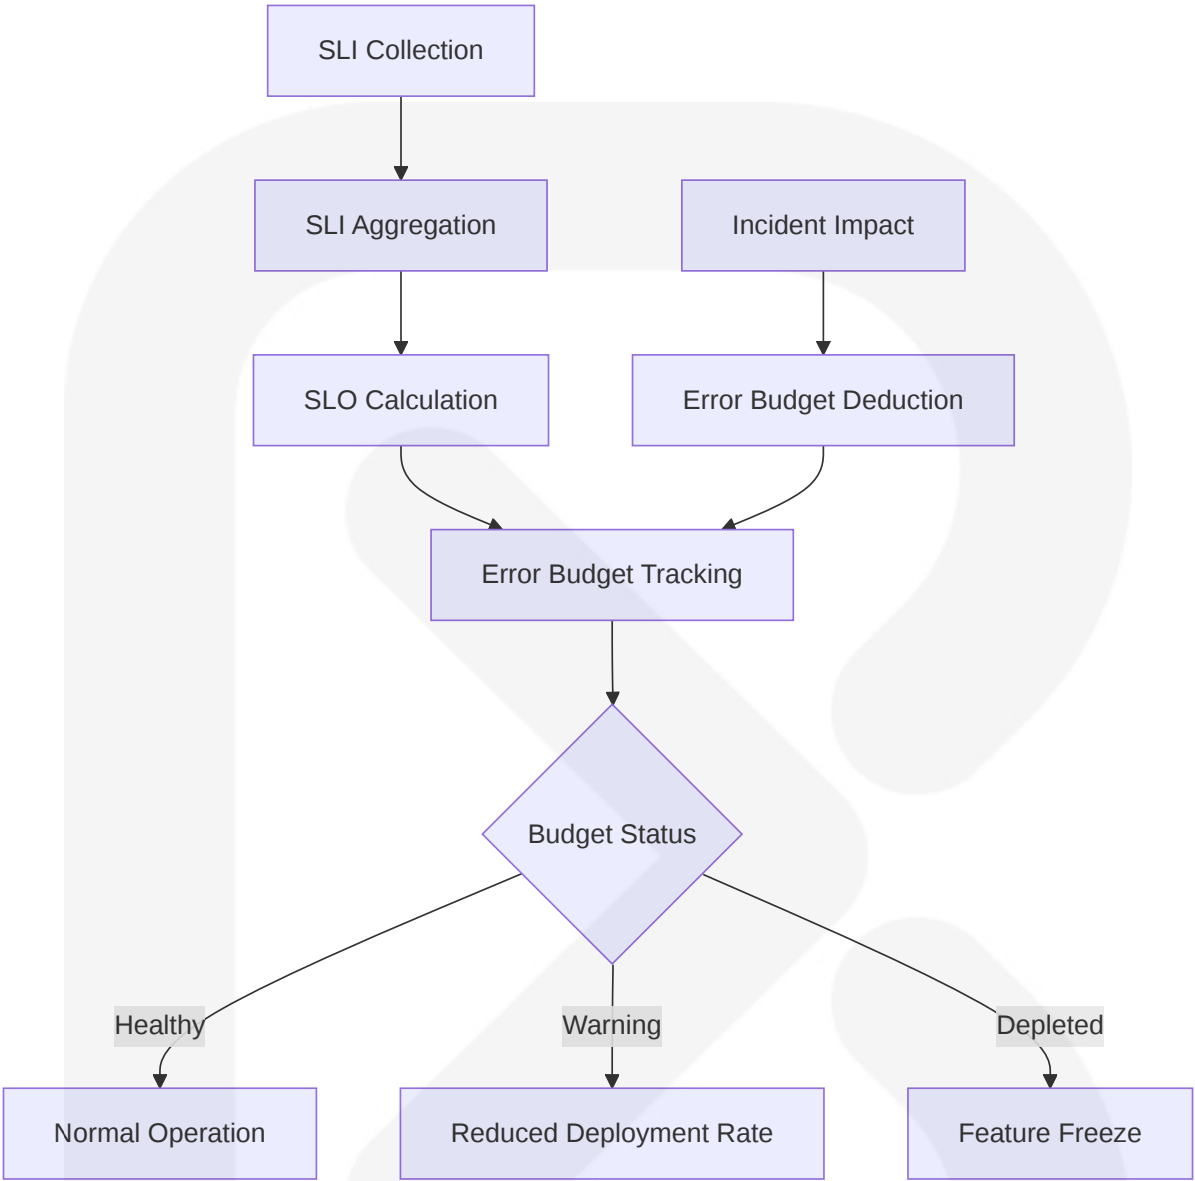 SLI Collection
SLI Aggregation
Incident Impact
SLO Calculation
Error Budget Deduction
Error Budget Tracking
Budget Status
Healthy
Warning
Depleted
Normal Operation
Reduced Deployment Rate
Feature Freeze